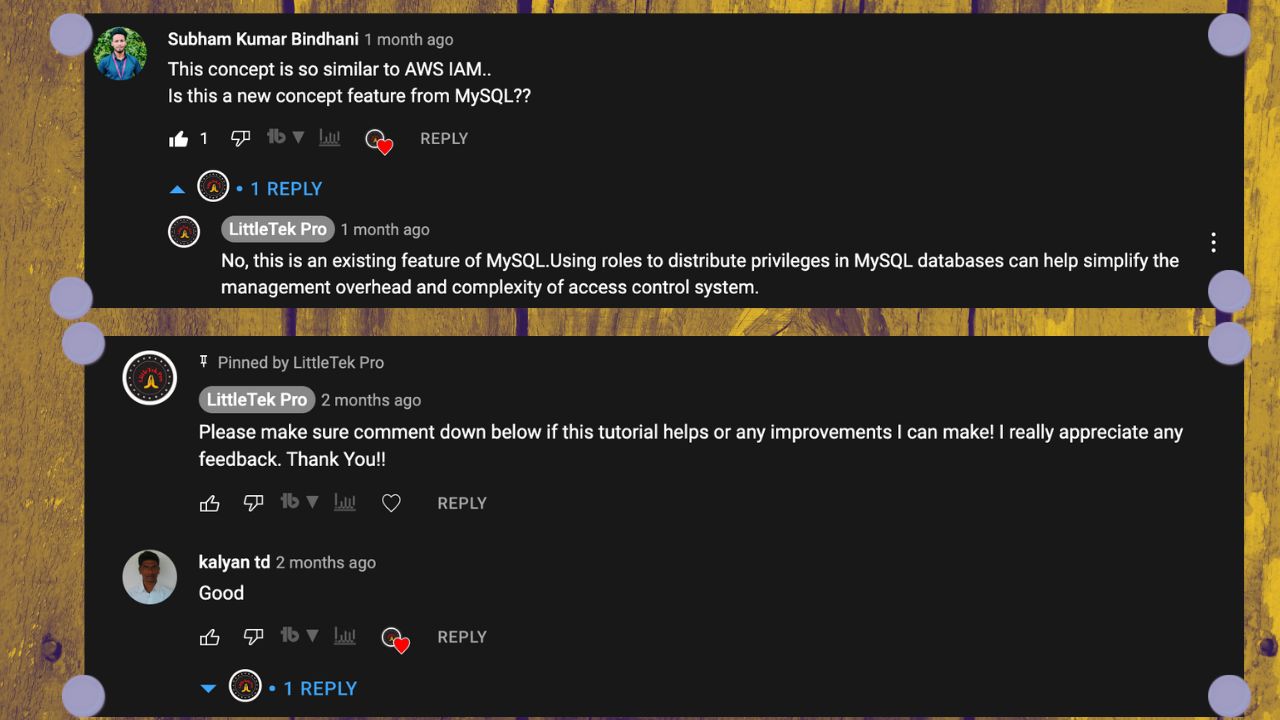 Subham Kumar Bindhani 1 month ago
This concept is so similar to AWS IAM..
Is this a new concept feature from MySQL??
1 REPLY
1 REPLY
LittleTek Pro 1 month ago
No, this is an existing feature of MySQL.Using roles to distribute privileges in MySQL databases can help simplify the
management overhead and complexity of access control system.
Pinned by LittleTek Pro
LittleTek Pro 2 months ago
Please make sure comment down below if this tutorial helps or any improvements I can make! I really appreciate any
feedback. Thank You!!
REPLY
kalyan td 2 months ago
Good
REPLY
1 REPLY